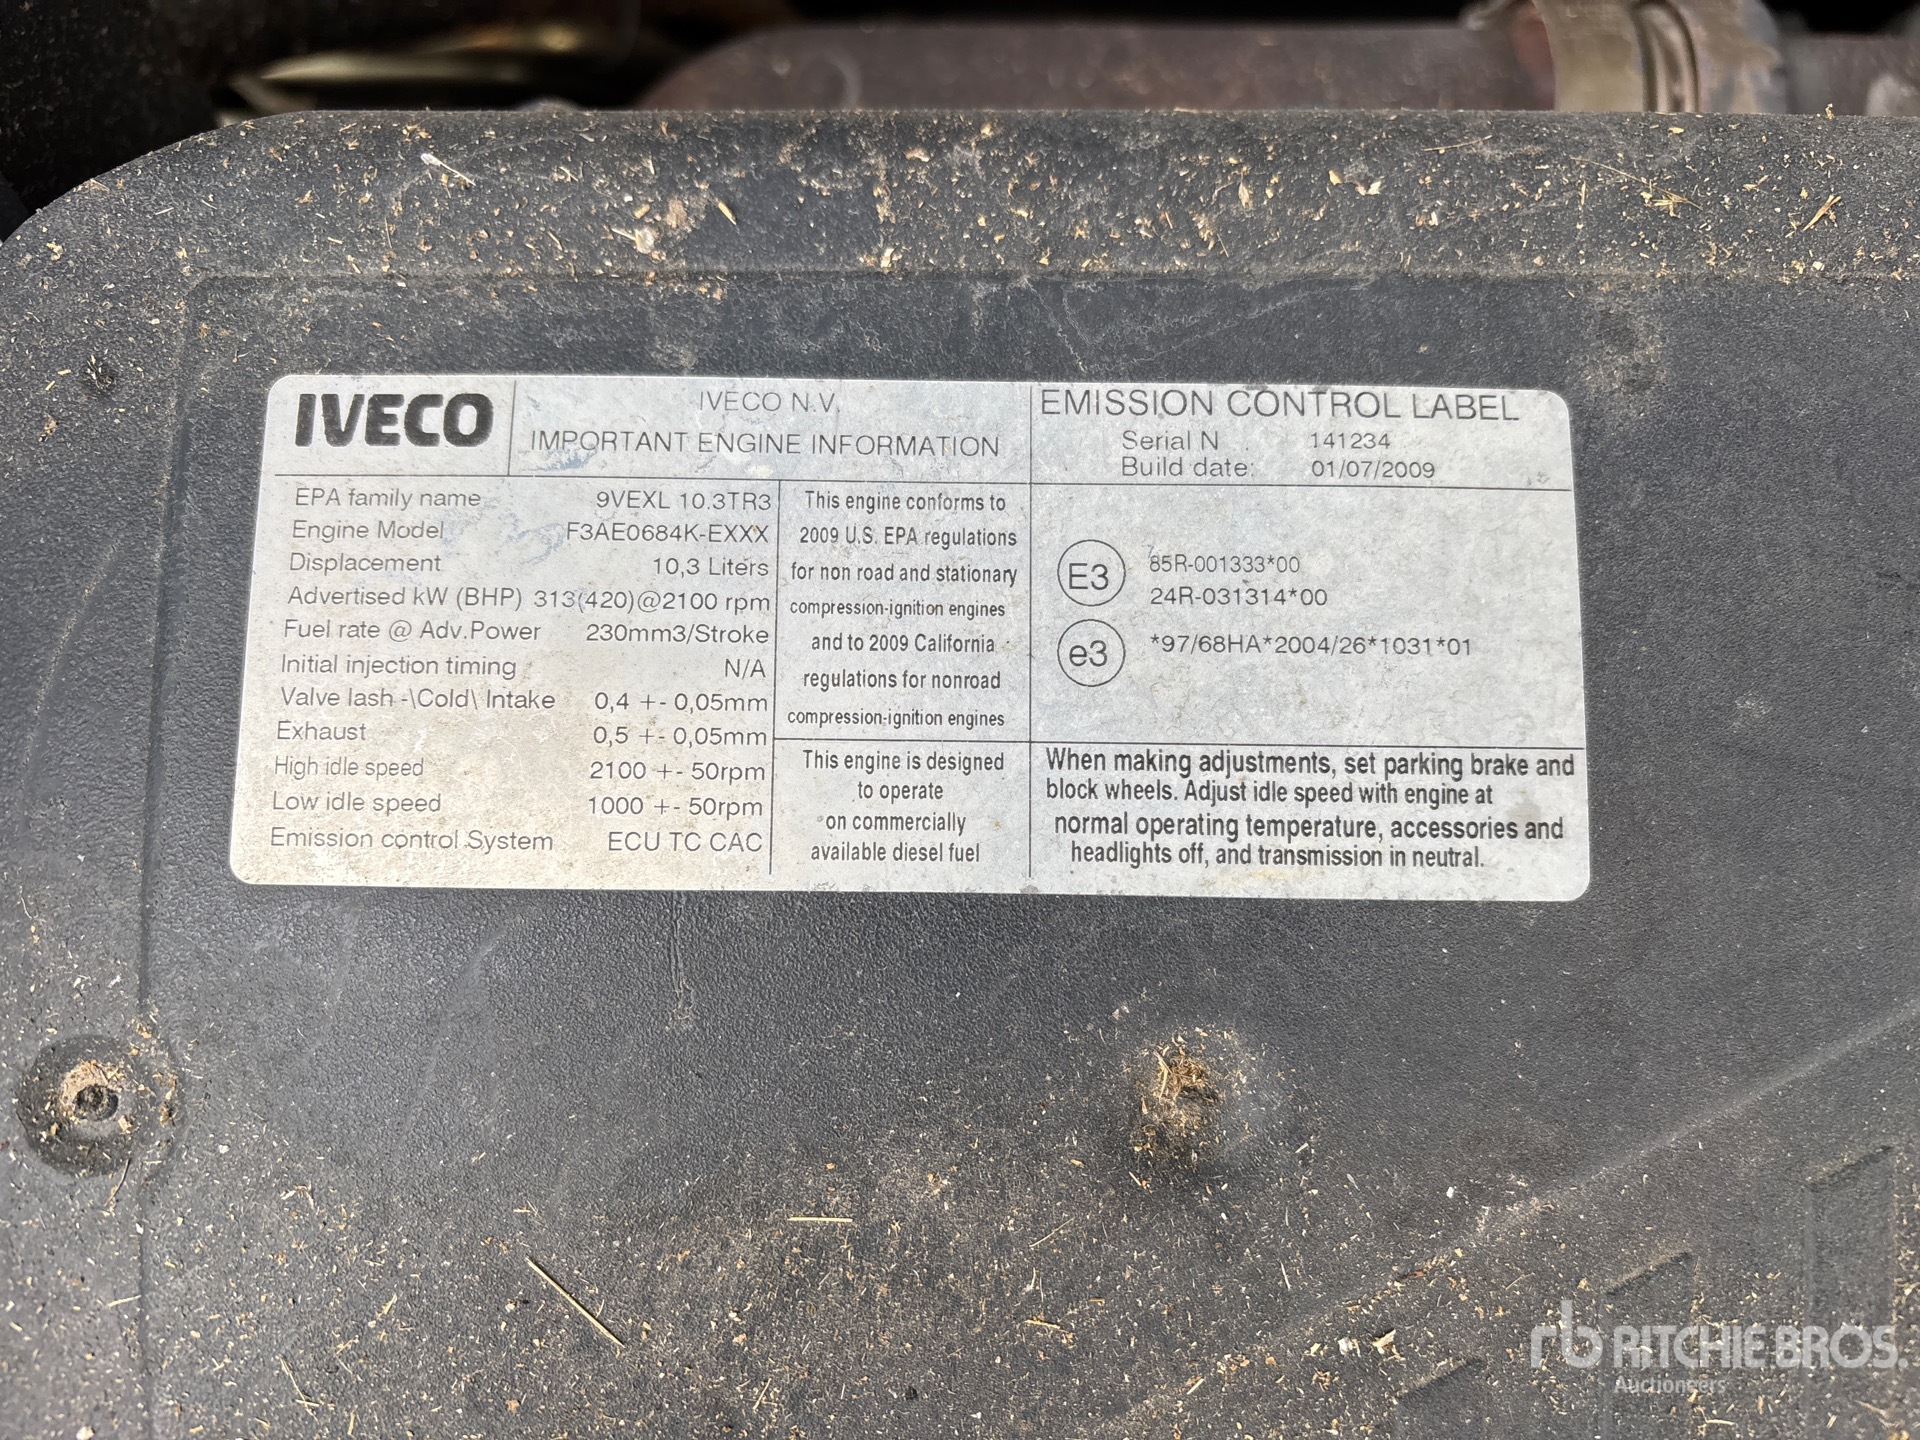 IVECO
IVECO N.V.
IMPORTANT ENGINE INFORMATION
EMISSION CONTROL LABEL
Serial N 141234
Build date: 01/07/2009
EPA family name 9VEXL 10.3TR3
Engine Model F3AE0684K-EXXX
Displacement 10,3 Liters
Advertised kW (BHP) 313(420)@2100 rpm
Fuel rate @ Adv.Power 230mm3/Stroke
Initial injection timing N/A
Valve lash -\Cold\ Intake 0,4 +- 0,05mm
Exhaust 0,5 +- 0,05mm
High idle speed 2100 +- 50rpm
Low idle speed 1000 +- 50rpm
Emission control System ECU TC CAC
This engine conforms to
2009 U.S. EPA regulations
for non road and stationary
compression-ignition engines
and to 2009 California
regulations for nonroad
compression-ignition engines
This engine is designed
to operate
on commercially
available diesel fuel
E3 85R-001333*00
24R-031314*00
e3 *97/68HA*2004/26*1031*01
When making adjustments, set parking brake and
block wheels. Adjust idle speed with engine at
normal operating temperature, accessories and
headlights off, and transmission in neutral.
rb RITCHIE BROS.
Auctioneers